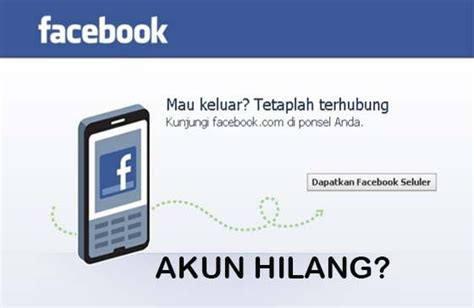 facebook
Mau keluar? Tetaplah terhubung
Kunjungi facebook.com di ponsel Anda.
f
Dapatkan Facebook Seluler
AKUN HILANG?